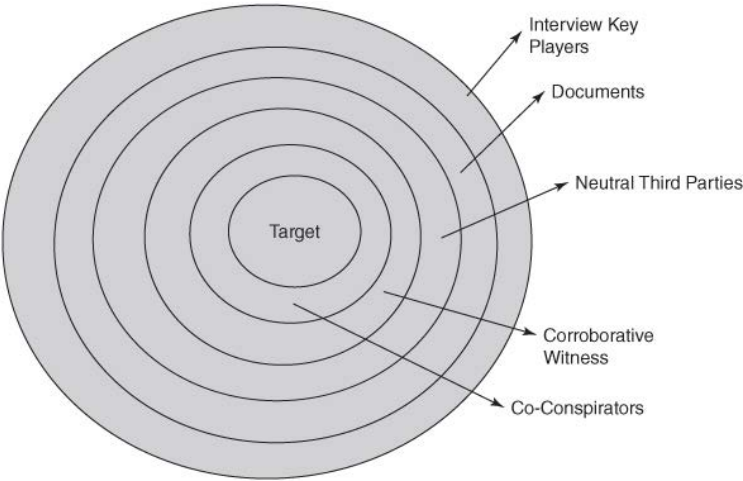 Interview Key
Players
Documents
Neutral Third Parties
Target
Corroborative
Witness
Co-Conspirators